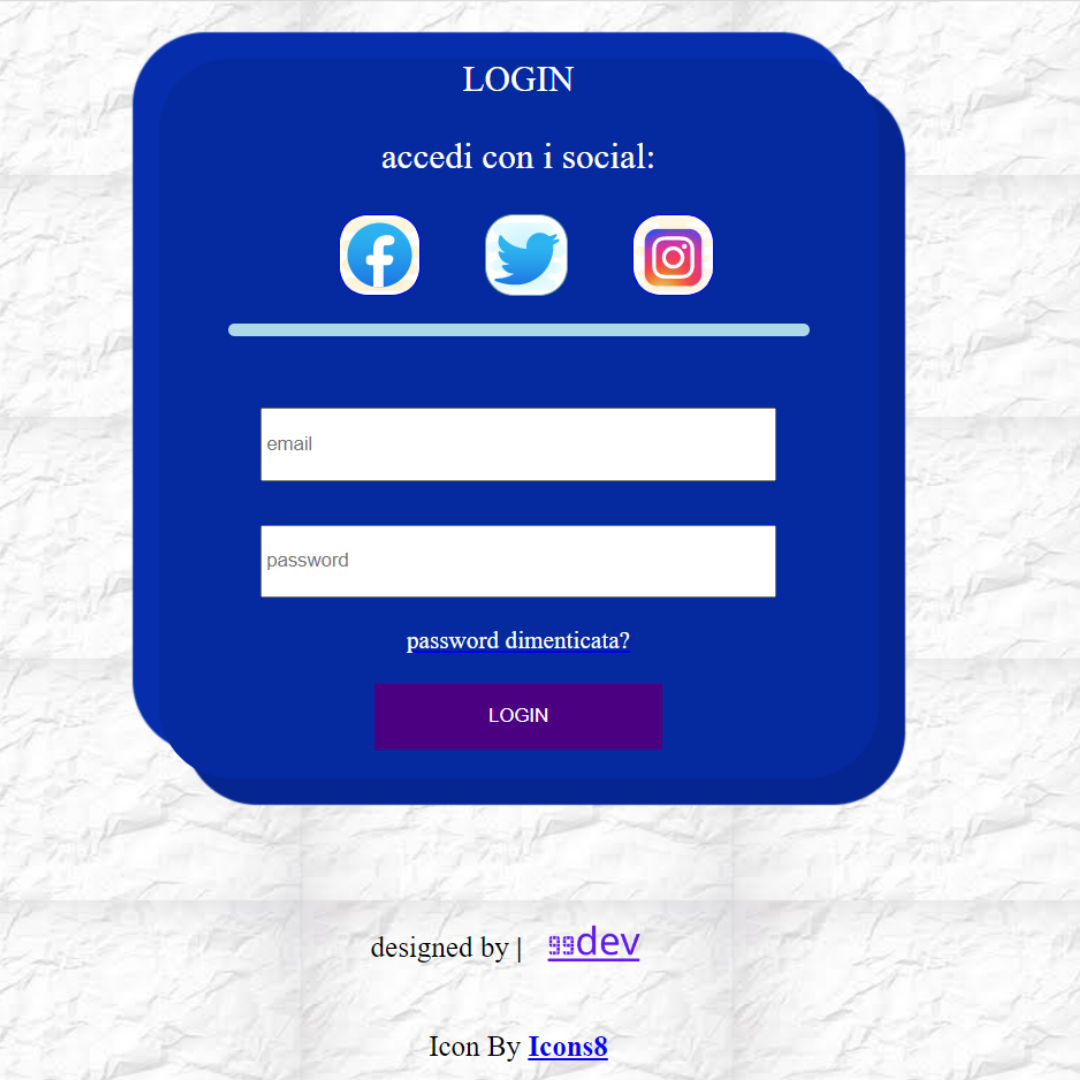 LOGIN
accedi con i social:
email
password
password dimenticata?
LOGIN
designed by | 99dev
Icon By Icons8